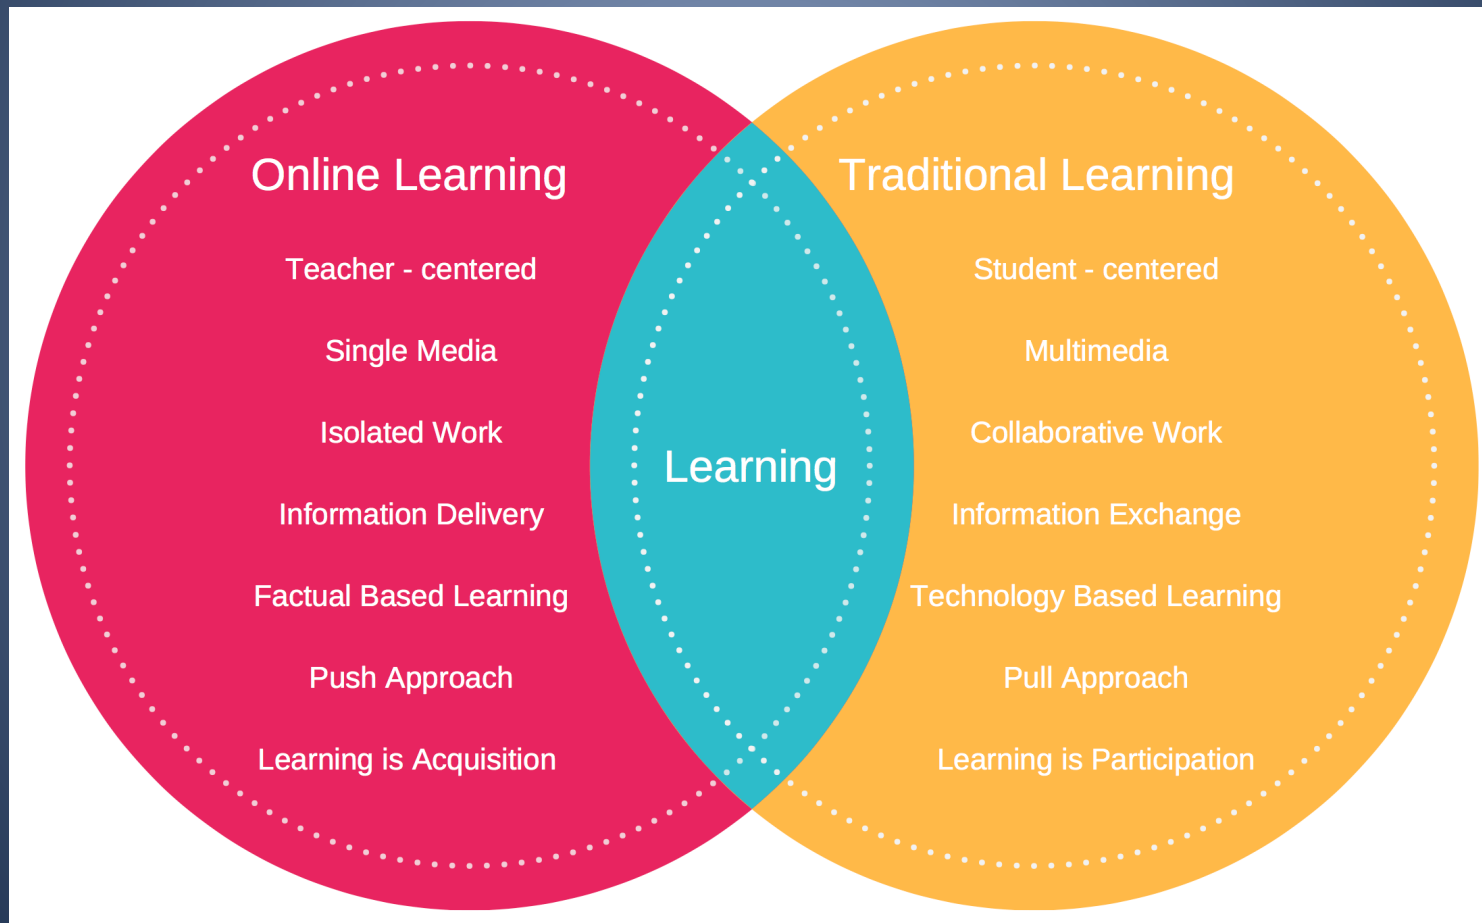 Online Learning
Teacher - centered
Single Media
Isolated Work
Information Delivery
Factual Based Learning
Push Approach
Learning is Acquisition
Learning
Traditional Learning
Student - centered
Multimedia
Collaborative Work
Information Exchange
Technology Based Learning
Pull Approach
Learning is Participation